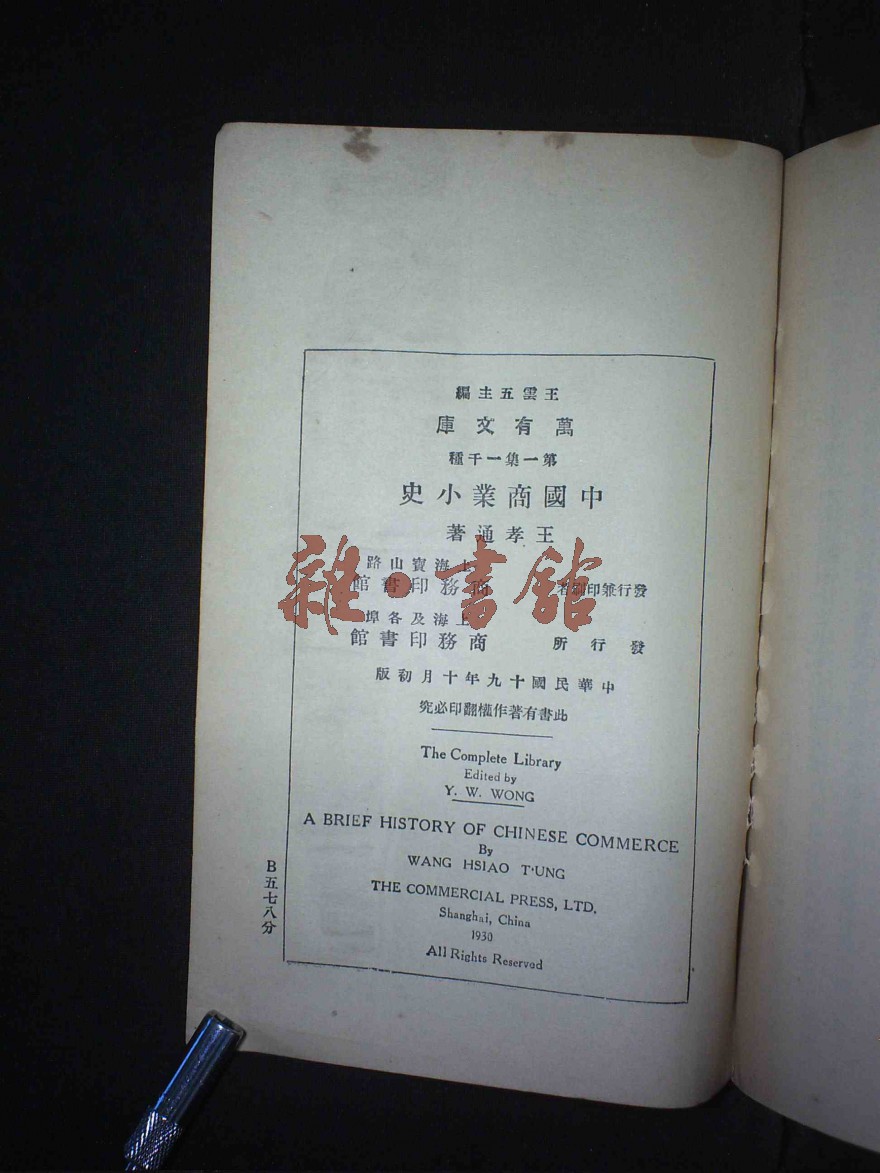 王雲五主編
萬有文庫
第一集一千種
中國商業小史
王孝通著
上海寶山路
發行兼印刷者 商務印書館
上海及各埠
發行所 商務印書館
中華民國十九年十月初版
此書有著作權翻印必究
The Complete Library
Edited by
Y. W. WONG
A BRIEF HISTORY OF CHINESE COMMERCE
By
WANG HSIAO T'UNG
THE COMMERCIAL PRESS, LTD.
Shanghai, China
1930
All Rights Reserved
B五七八分
雜·書館